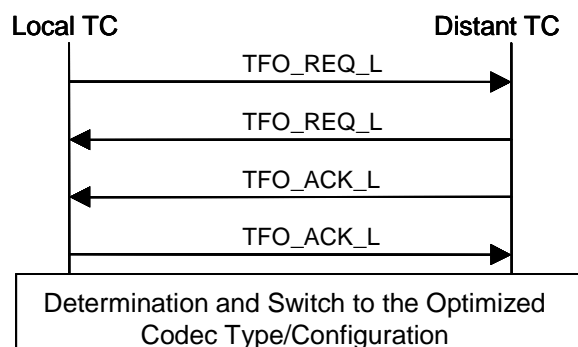 Local TC
Distant TC
TFO_REQ_L
TFO_REQ_L
TFO_ACK_L
TFO_ACK_L
Determination and Switch to the Optimized
Codec Type/Configuration